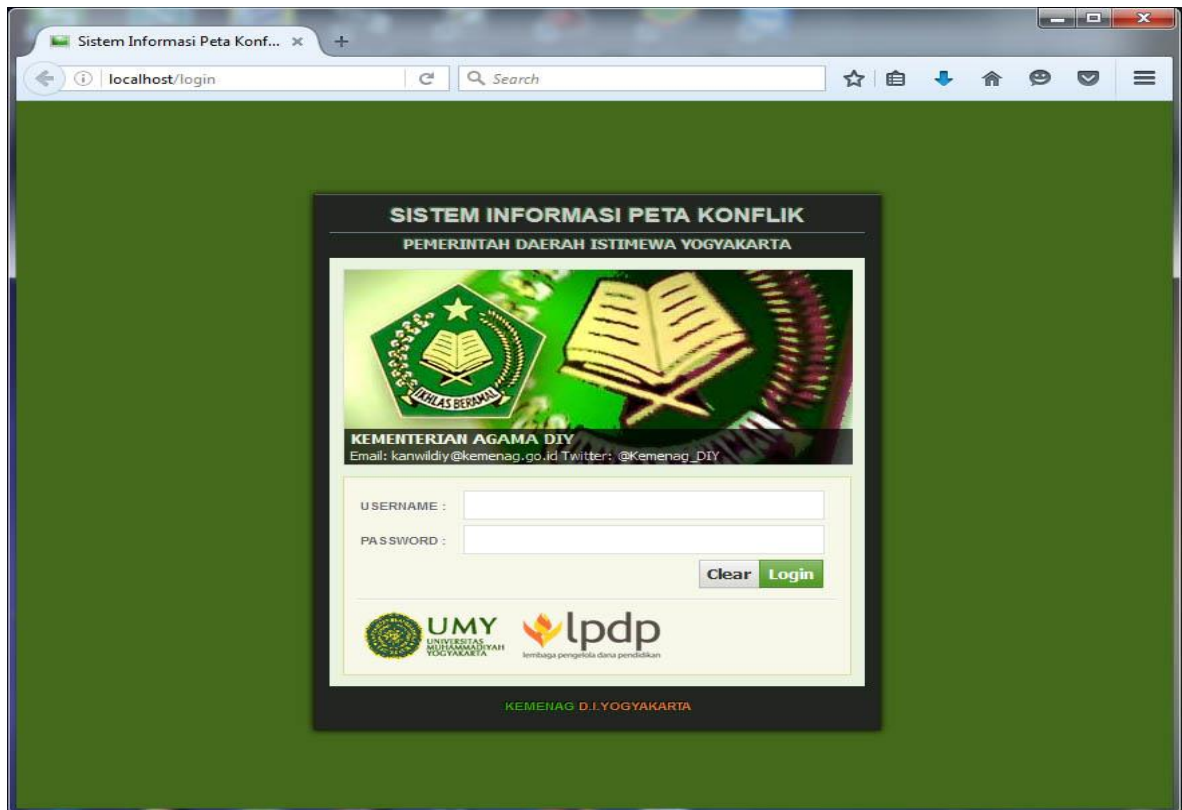 Sistem Informasi Peta Konf...
localhost/login
Search
SISTEM INFORMASI PETA KONFLIK
PEMERINTAH DAERAH ISTIMEWA YOGYAKARTA
IKHLAS BERAMAL
KEMENTERIAN AGAMA DIY
Email: kanwildiy@kemenag.go.id Twitter: @Kemenag_DIY
USERNAME :
PASSWORD :
Clear Login
UMY
UNIVERSITAS
MUHAMMADIYAH
YOGYAKARTA
lpdp
lembaga pengelola dana pendidikan
KEMENAG D.I.YOGYAKARTA